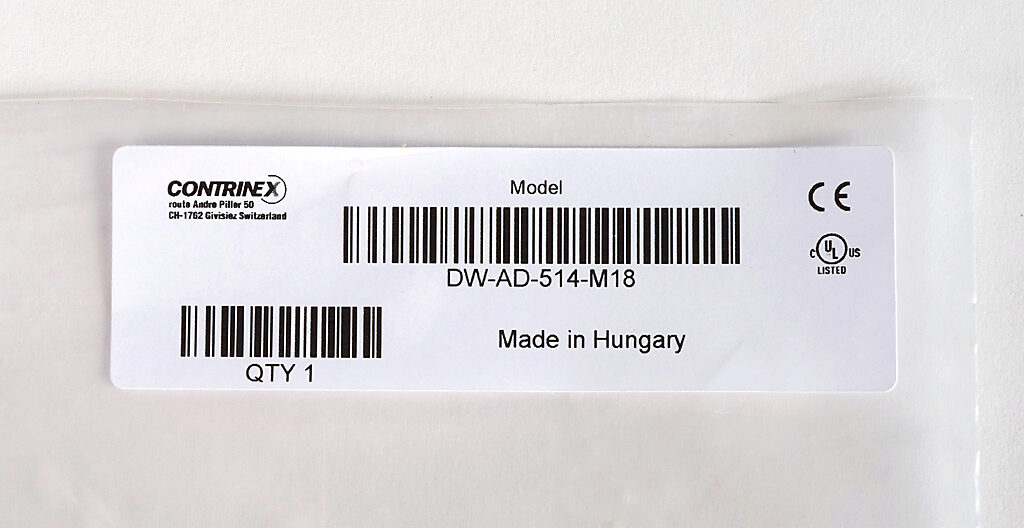 CONTRINEX
route André Piller 50
CH-1762 Givisiez Switzerland
Model
DW-AD-514-M18
QTY 1
Made in Hungary
CE
c UL US
LISTED